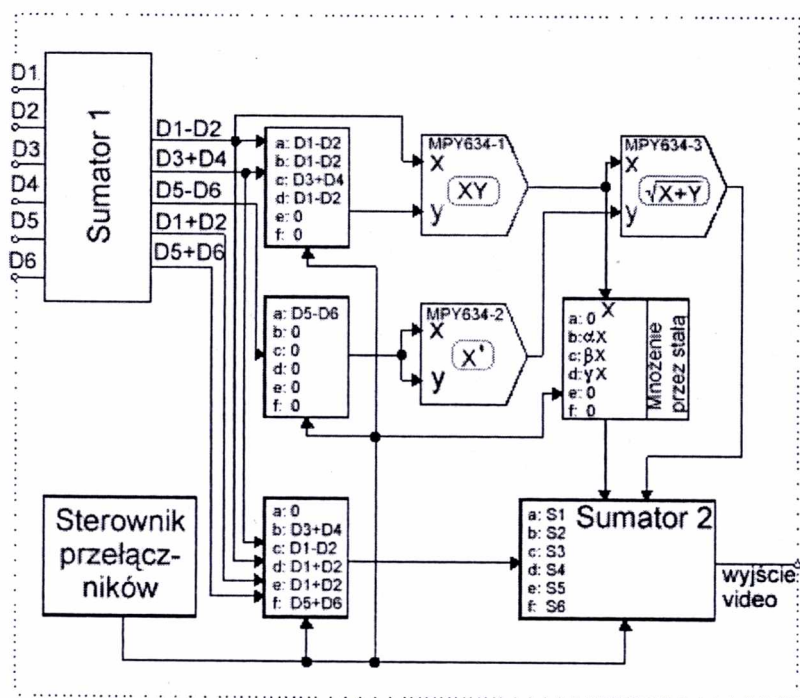 D1
D2
D3
D4
D5
D6
Sumator 1
D1-D2
D3+D4
D5-D6
D1+D2
D5+D6
a: D1-D2
b: D1-D2
c: D3+D4
d: D1-D2
e: 0
f: 0
MPY634-1
X
XY
y
MPY634-3
X
√X+Y
y
a: D5-D6
b: 0
c: 0
d: 0
e: 0
f: 0
MPY634-2
X
y
X
a: 0
b: αX
c: βX
d: γX
e: 0
f: 0
Mnożenie
przez stałą
Sterownik
przełącz-
ników
a: 0
b: D3+D4
c: D1-D2
d: D1+D2
e: D1+D2
f: D5+D6
Sumator 2
a: S1
b: S2
c: S3
d: S4
e: S5
f: S6
wyjście
video